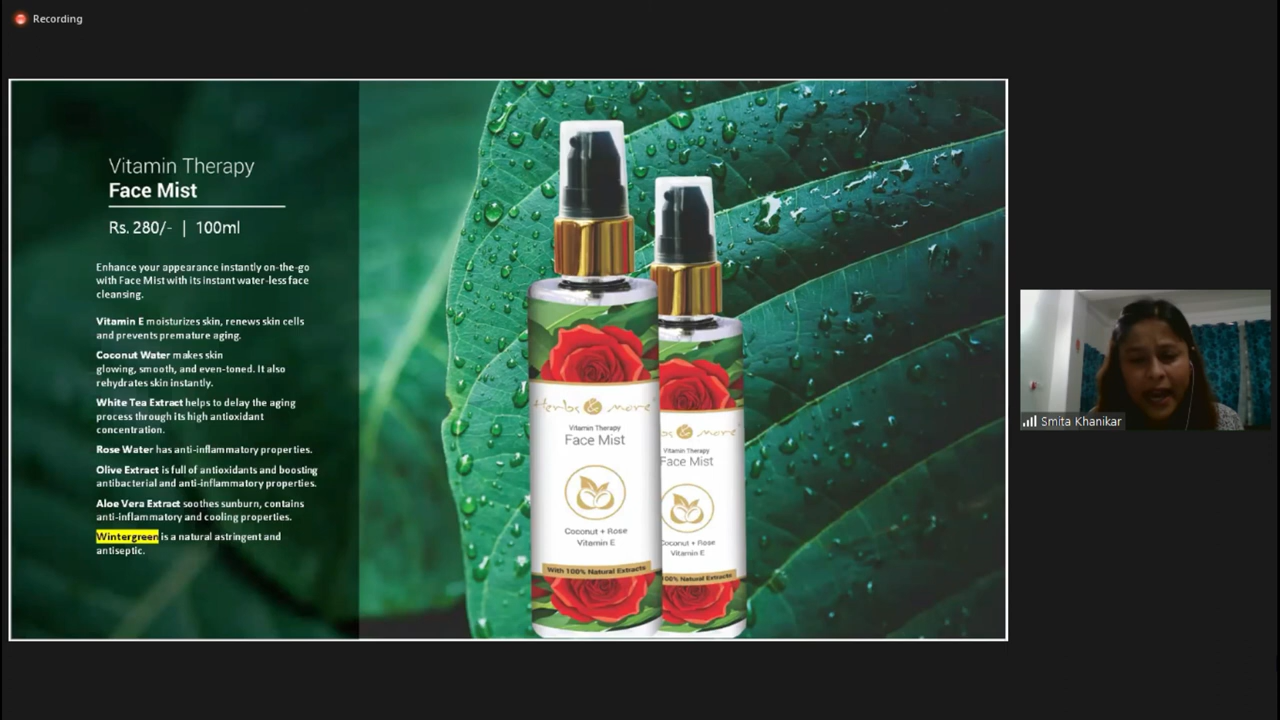 Recording
Vitamin Therapy
Face Mist
Rs. 280/- | 100ml
Enhance your appearance instantly on-the-go
with Face Mist with its instant water-less face
cleansing.
Vitamin E moisturizes skin, renews skin cells
and prevents premature aging.
Coconut Water makes skin
glowing, smooth, and even-toned. It also
rehydrates skin instantly.
White Tea Extract helps to delay the aging
process through its high antioxidant
concentration.
Rose Water has anti-inflammatory properties.
Olive Extract is full of antioxidants and boosting
antibacterial and anti-inflammatory properties.
Aloe Vera Extract soothes sunburn, contains
anti-inflammatory and cooling properties.
Wintergreen is a natural astringent and
antiseptic.
Herbs & more
Vitamin Therapy
Face Mist
Coconut + Rose
Vitamin E
With 100% Natural Extracts
& more
Vitamin Therapy
Face Mist
Coconut + Rose
Vitamin E
100% Natural Extracts
Smita Khanikar